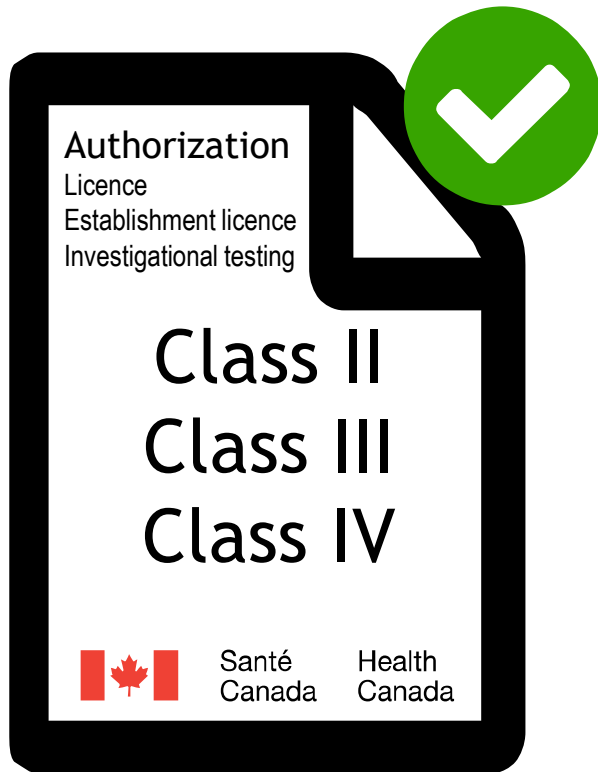 Authorization
Licence
Establishment licence
Investigational testing
Class II
Class III
Class IV
Santé Health
Canada Canada